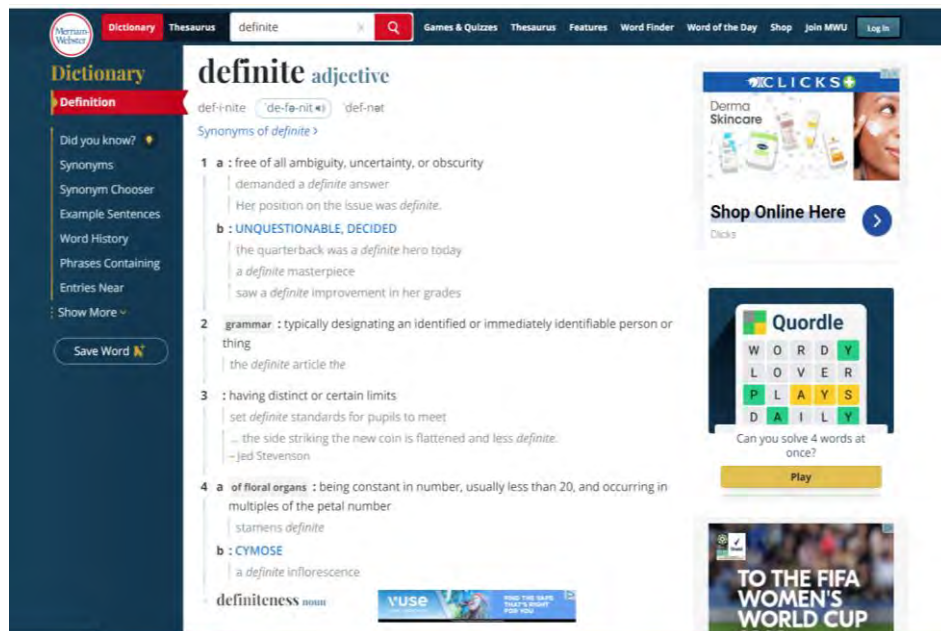 Merriam-Webster
Dictionary
Thesaurus
definite
Games & Quizzes
Thesaurus
Features
Word Finder
Word of the Day
Shop
Join MWU
Log In
Dictionary
Definition
Did you know?
Synonyms
Synonym Chooser
Example Sentences
Word History
Phrases Containing
Entries Near
Show More
Save Word
definite adjective
def·i·nite ˈde-fə-nit ˈdef-nət
Synonyms of definite >
1 a : free of all ambiguity, uncertainty, or obscurity
demanded a definite answer
Her position on the issue was definite.
b : UNQUESTIONABLE, DECIDED
the quarterback was a definite hero today
a definite masterpiece
saw a definite improvement in her grades
2 grammar : typically designating an identified or immediately identifiable person or
thing
the definite article the
3 : having distinct or certain limits
set definite standards for pupils to meet
... the side striking the new coin is flattened and less definite.
– Jed Stevenson
4 a of floral organs : being constant in number, usually less than 20, and occurring in
multiples of the petal number
stamens definite
b : CYMOSE
a definite inflorescence
definiteness noun
CLICKS
Derma
Skincare
Shop Online Here
Clicks
Quordle
W O R D Y
L O V E R
P L A Y S
D A I L Y
Can you solve 4 words at
once?
Play
vuse
FIND THE VAPE
THAT'S RIGHT
FOR YOU
TO THE FIFA
WOMEN'S
WORLD CUP